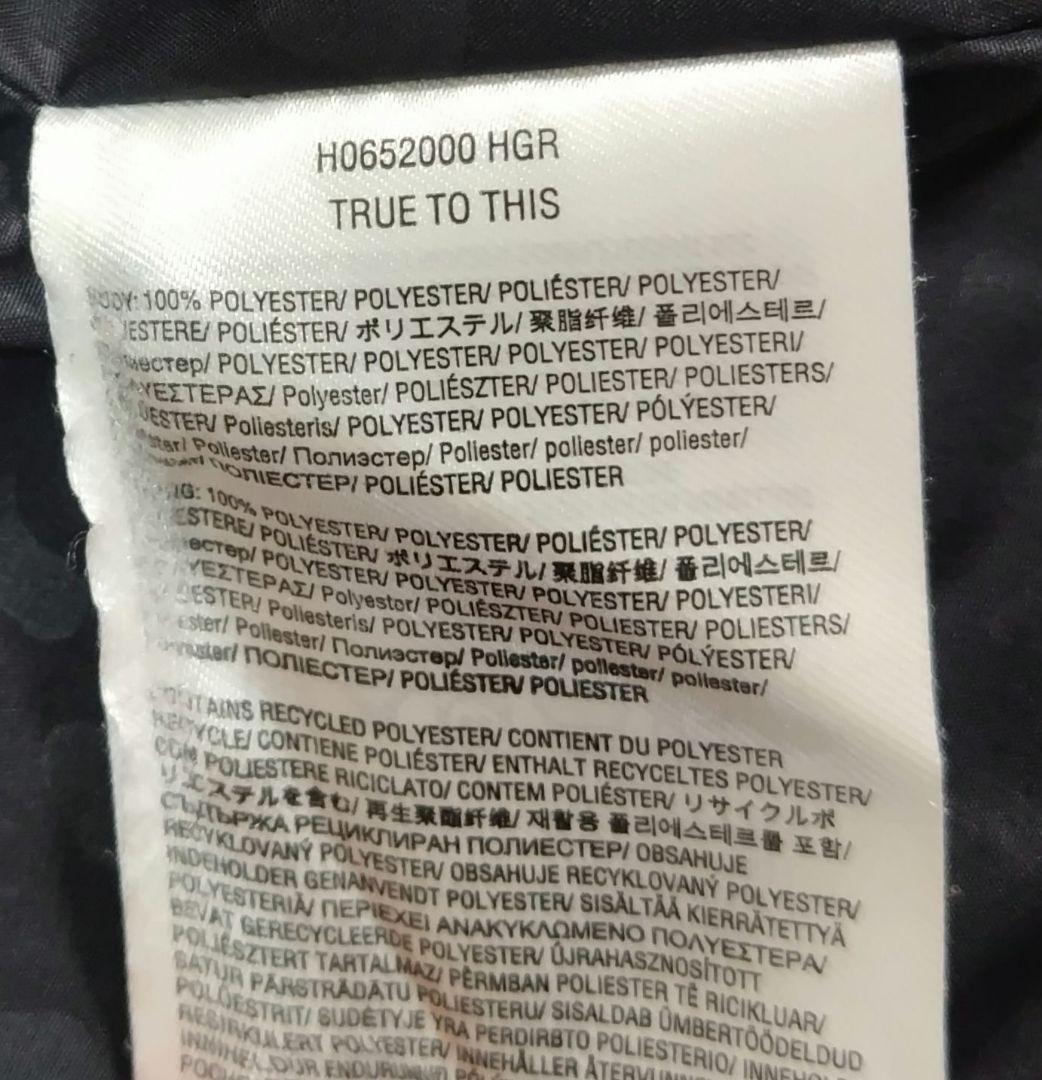 H0652000 HGR
TRUE TO THIS
100% POLYESTER/ POLYESTER/ POLIÉSTER/ POLYESTER/
POLIÉSTER/ ポリエステル/ 聚脂纤维/ 폴리에스테르/
POLYESTER/ POLYESTER/ POLYESTER/ POLYESTERI/
Polyester/ POLIÉSZTER/ POLIESTER/ POLIESTERS/
Poliesteris/ POLYESTER/ POLYESTER/ PÓLÝESTER/
Poliester/ Полиэстер/ Poliester/ poliester/ poliester/
ПОЛІЕСТЕР/ POLIÉSTER/ POLIESTER
100% POLYESTER/ POLYESTER/ POLIÉSTER/ POLYESTER/
POLIÉSTER/ ポリエステル/ 聚脂纤维/ 폴리에스테르/
POLYESTER/ POLYESTER/ POLYESTER/ POLYESTERI/
Polyester/ POLIÉSZTER/ POLIESTER/ POLIESTERS/
Poliesteris/ POLYESTER/ POLYESTER/ PÓLÝESTER/
Poliester/ Полиэстер/ Poliester/ poliester/ poliester/
ПОЛІЕСТЕР/ POLIÉSTER/ POLIESTER
RECYCLED POLYESTER/ CONTIENT DU POLYESTER
CONTIENE POLIÉSTER/ ENTHALT RECYCELTES POLYESTER/
CON POLIESTERE RICICLATO/ CONTEM POLIÉSTER/ リサイクルポ
リエステルを含む/ 再生聚酯纤维/ 재활용 폴리에스테르를 포함/
СЪДЪРЖА РЕЦИКЛИРАН ПОЛИЕСТЕР/ OBSAHUJE
RECYKLOVANÝ POLYESTER/ OBSAHUJE RECYKLOVANÝ POLYESTER/
INDEHOLDER GENANVENDT POLYESTER/ SISÄLTÄÄ KIERRÄTETTYÄ
POLYESTERIÄ/ ΠΕΡΙΕΧΕΙ ΑΝΑΚΥΚΛΩΜΕΝΟ ΠΟΛΥΕΣΤΕΡΑ/
BEVAT GERECYCLEERDE POLYESTER/ ÚJRAHASZNOSÍTOTT
POLIÉSZTERT TARTALMAZ/ PËRMBAN POLIESTER TË RICIKLUAR/
SATUR PĀRSTRĀDĀTU POLIESTERU/ SISALDAB ÜMBERTÖÖDELDUD
POLÜESTRIT/ SUDĖTYJE YRA PERDIRBTO POLIESTERIO/
RESIRKULERT POLYESTER/ INNEHÅLLER